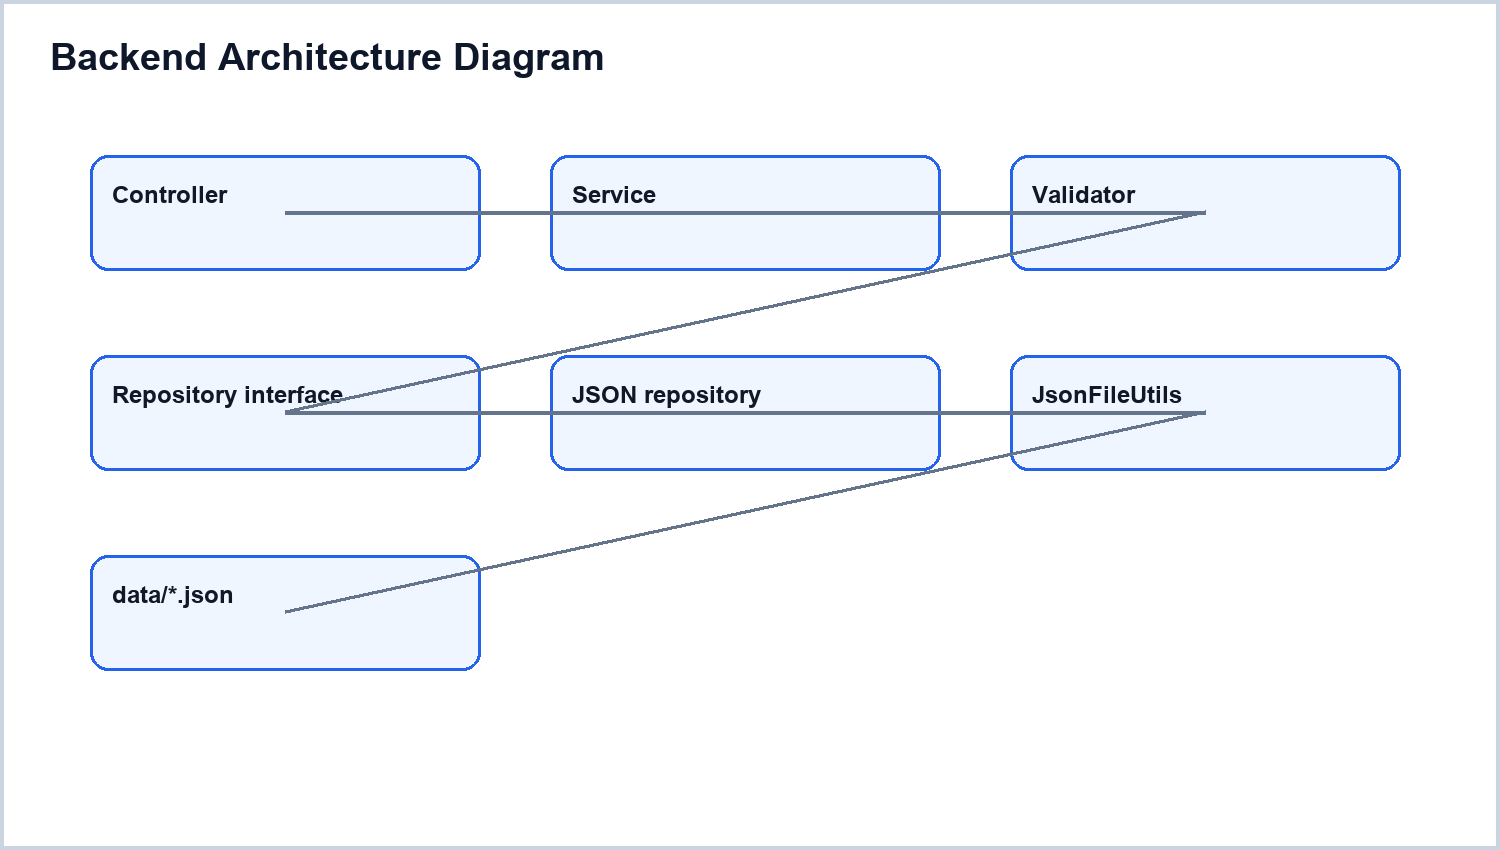 Backend Architecture Diagram
Controller
Service
Validator
Repository interface
JSON repository
JsonFileUtils
data/*.json